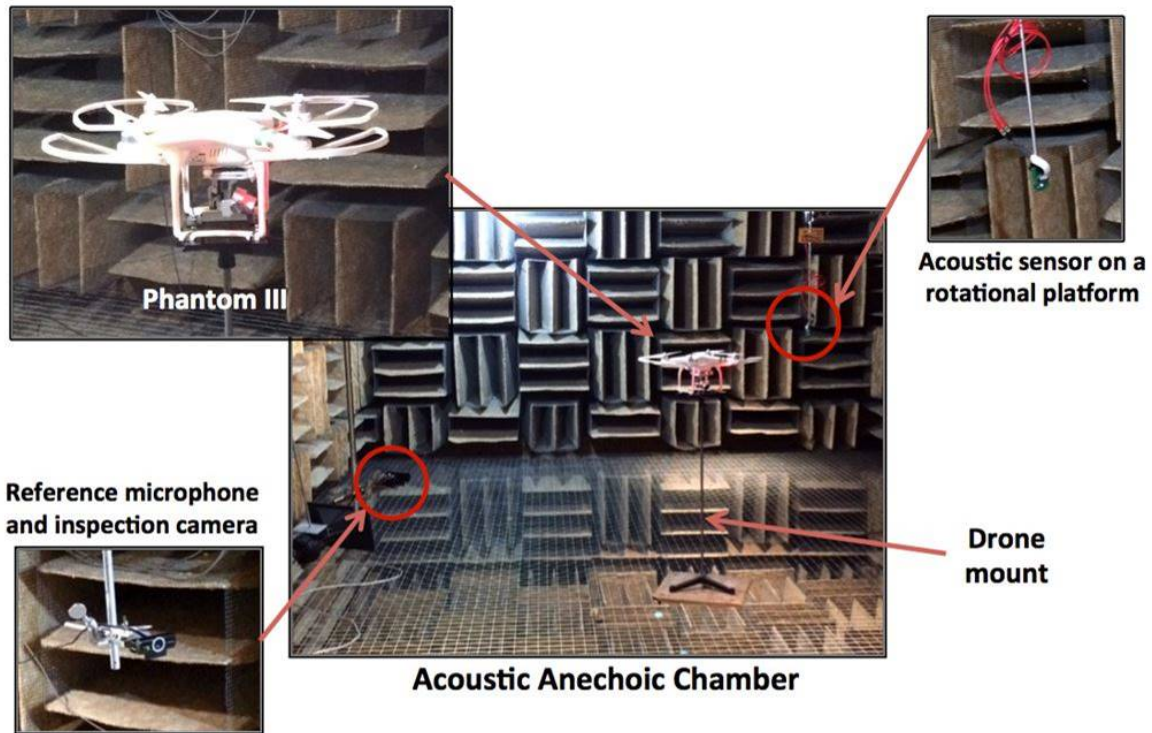 Phantom III
Acoustic sensor on a
rotational platform
Reference microphone
and inspection camera
Drone
mount
Acoustic Anechoic Chamber